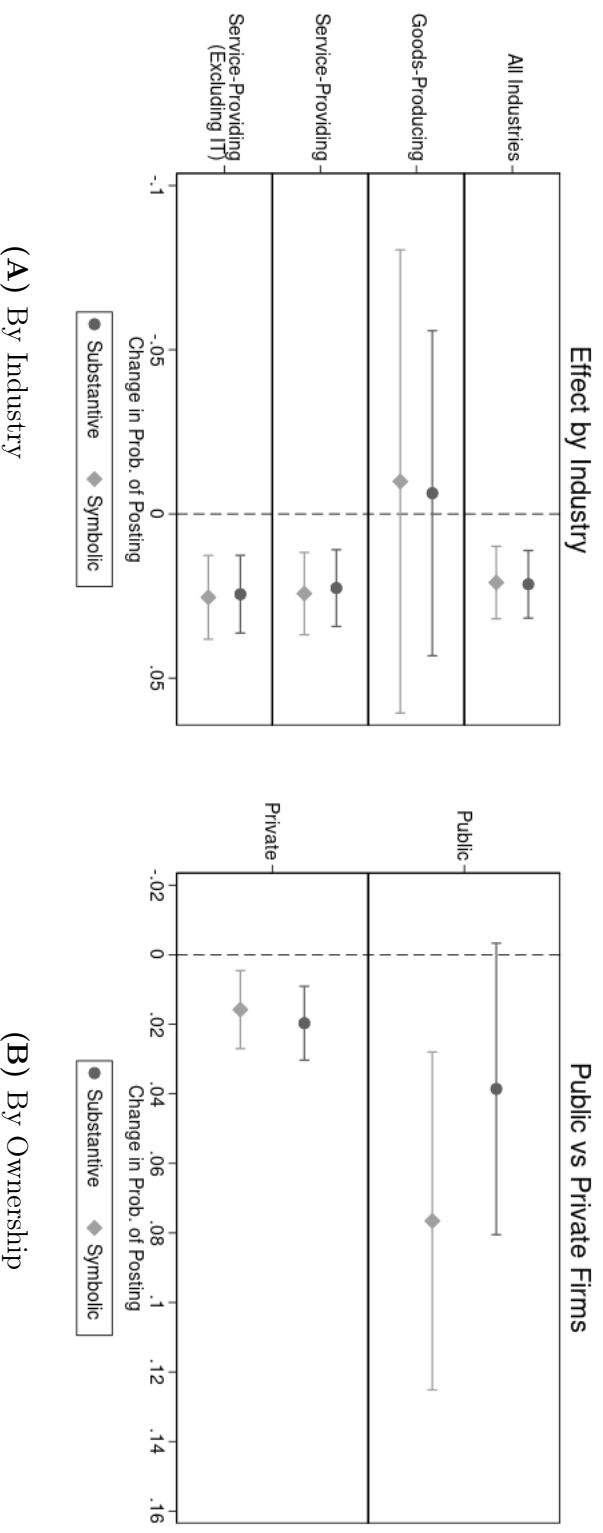 Effect by Industry
All Industries
Goods-Producing
Service-Providing
Service-Providing
(Excluding IT)
-.1 -.05 0 .05
Change in Prob. of Posting
Substantive Symbolic
(A) By Industry
Public vs Private Firms
Public
Private
-.02 0 .02 .04 .06 .08 .1 .12 .14 .16
Change in Prob. of Posting
Substantive Symbolic
(B) By Ownership